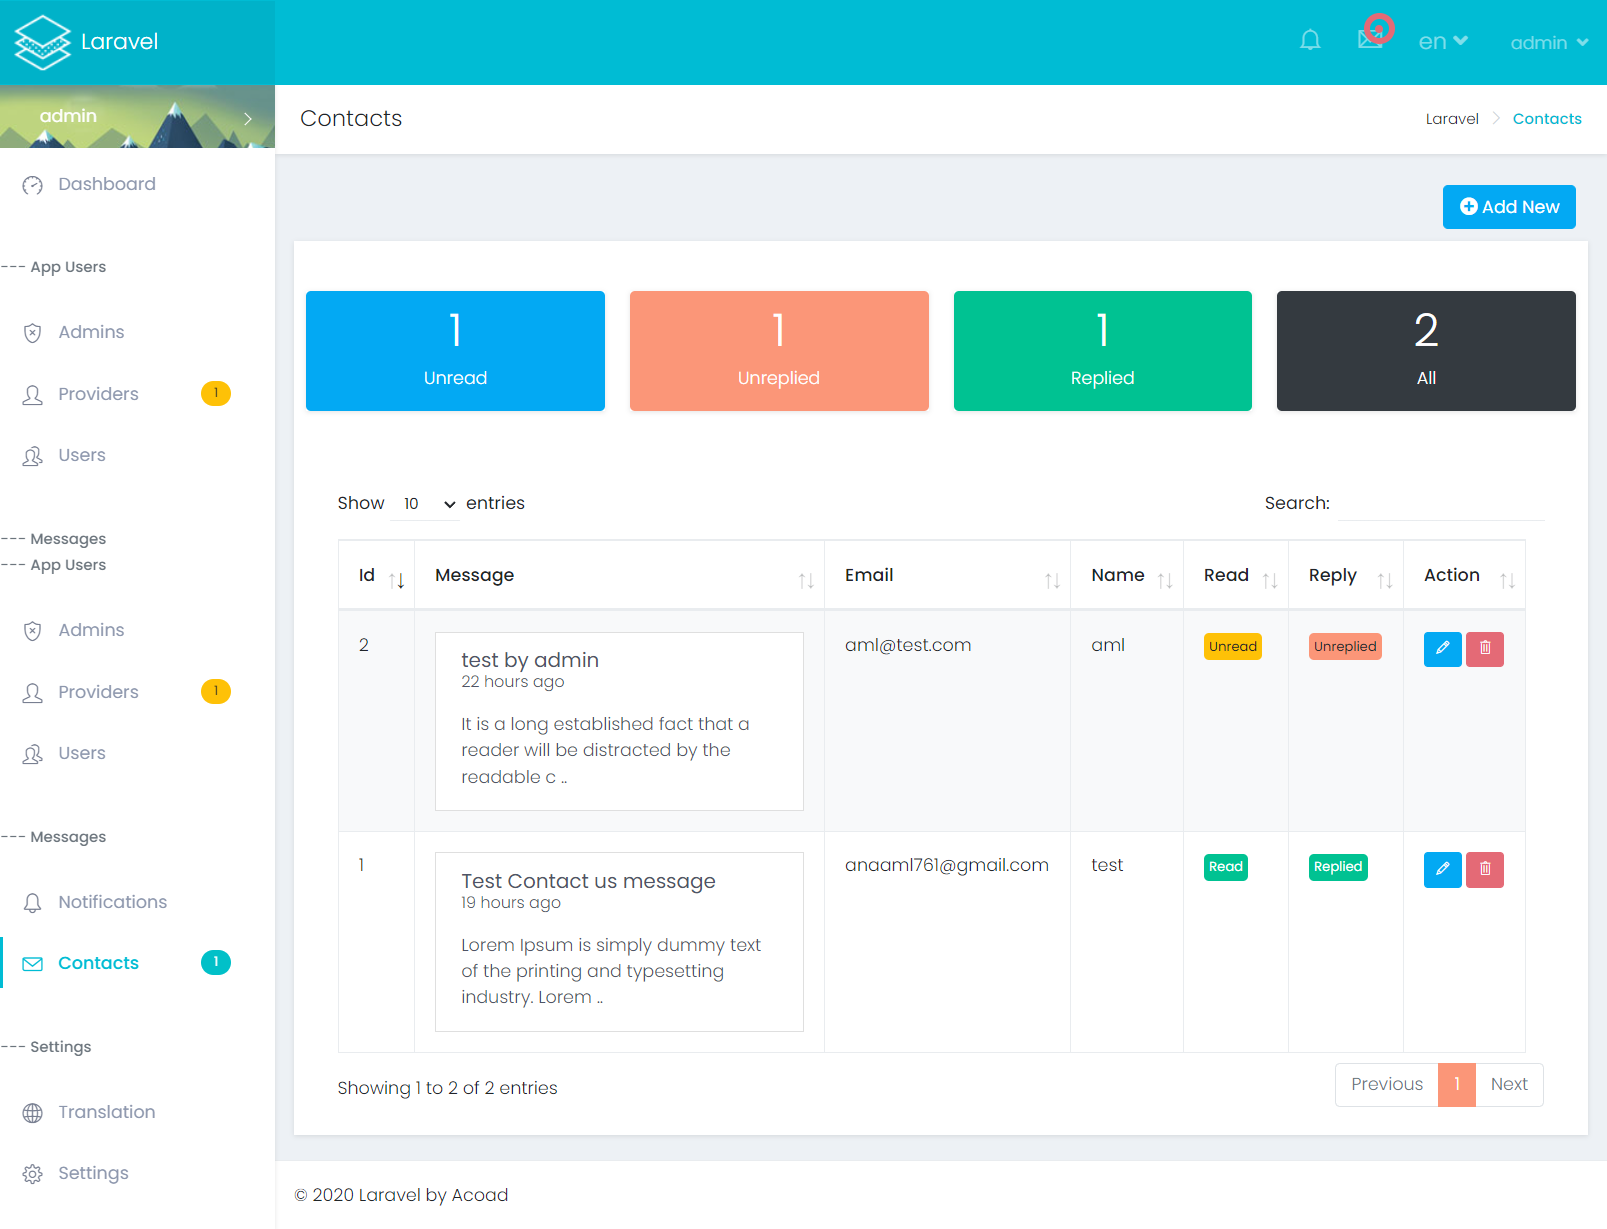 Laravel
en
admin
admin
Contacts
Laravel
Contacts
Dashboard
Add New
--- App Users
Admins
Providers
1
Users
--- Messages
--- App Users
Admins
Providers
1
Users
--- Messages
Notifications
Contacts
1
--- Settings
Translation
Settings
1
Unread
1
Unreplied
1
Replied
2
All
Show 10 entries
Search:
Id
Message
Email
Name
Read
Reply
Action
2
test by admin
22 hours ago
It is a long established fact that a
reader will be distracted by the
readable c ..
aml@test.com
aml
Unread
Unreplied
1
Test Contact us message
19 hours ago
Lorem Ipsum is simply dummy text
of the printing and typesetting
industry. Lorem ..
anaaml761@gmail.com
test
Read
Replied
Showing 1 to 2 of 2 entries
Previous
1
Next
© 2020 Laravel by Acoad